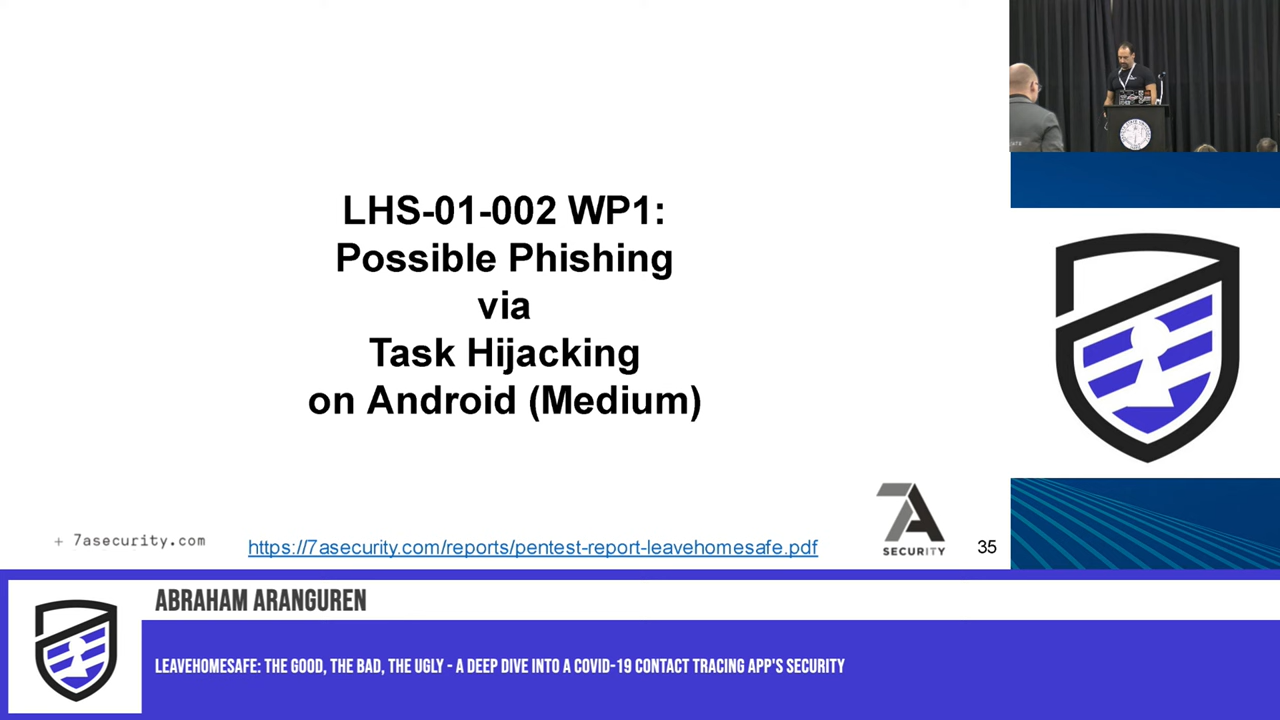 LHS-01-002 WP1:
Possible Phishing
via
Task Hijacking
on Android (Medium)
+ 7asecurity.com
https://7asecurity.com/reports/pentest-report-leavehomesafe.pdf
7A
SECURITY
35
ABRAHAM ARANGUREN
LEAVEHOMESAFE: THE GOOD, THE BAD, THE UGLY - A DEEP DIVE INTO A COVID-19 CONTACT TRACING APP'S SECURITY